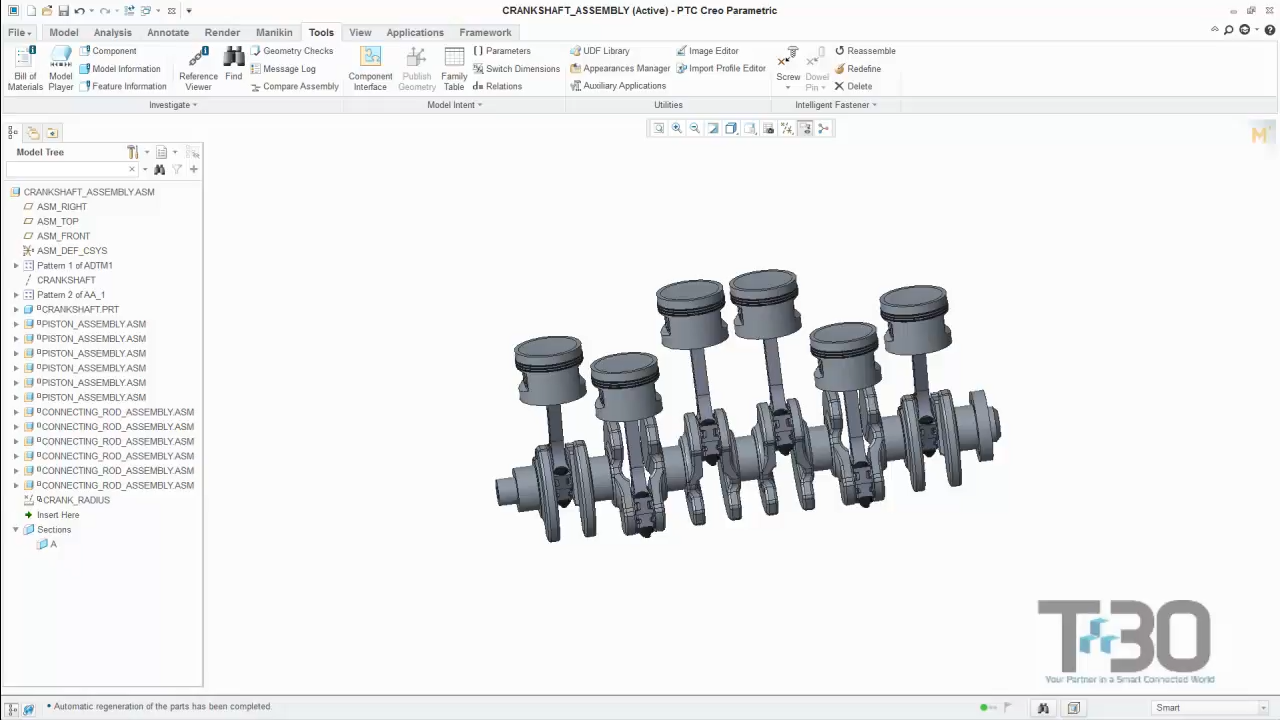 CRANKSHAFT_ASSEMBLY (Active) - PTC Creo Parametric
File Model Analysis Annotate Render Manikin Tools View Applications Framework
Bill of Materials
Model Player
Component
Model Information
Feature Information
Reference Viewer
Find
Geometry Checks
Message Log
Compare Assembly
Component Interface
Publish Geometry
Family Table
Parameters
Switch Dimensions
d= Relations
UDF Library
Appearances Manager
Auxiliary Applications
Image Editor
Import Profile Editor
Screw
Dowel Pin
Reassemble
Redefine
Delete
Investigate Model Intent Utilities Intelligent Fastener
Model Tree
CRANKSHAFT_ASSEMBLY.ASM
ASM_RIGHT
ASM_TOP
ASM_FRONT
ASM_DEF_CSYS
Pattern 1 of ADTM1
CRANKSHAFT
Pattern 2 of AA_1
CRANKSHAFT.PRT
PISTON_ASSEMBLY.ASM
PISTON_ASSEMBLY.ASM
PISTON_ASSEMBLY.ASM
PISTON_ASSEMBLY.ASM
PISTON_ASSEMBLY.ASM
PISTON_ASSEMBLY.ASM
CONNECTING_ROD_ASSEMBLY.ASM
CONNECTING_ROD_ASSEMBLY.ASM
CONNECTING_ROD_ASSEMBLY.ASM
CONNECTING_ROD_ASSEMBLY.ASM
CONNECTING_ROD_ASSEMBLY.ASM
CONNECTING_ROD_ASSEMBLY.ASM
CRANK_RADIUS
Insert Here
Sections
A
M
T30
Your Partner in a Smart Connected World
• Automatic regeneration of the parts has been completed.
Smart